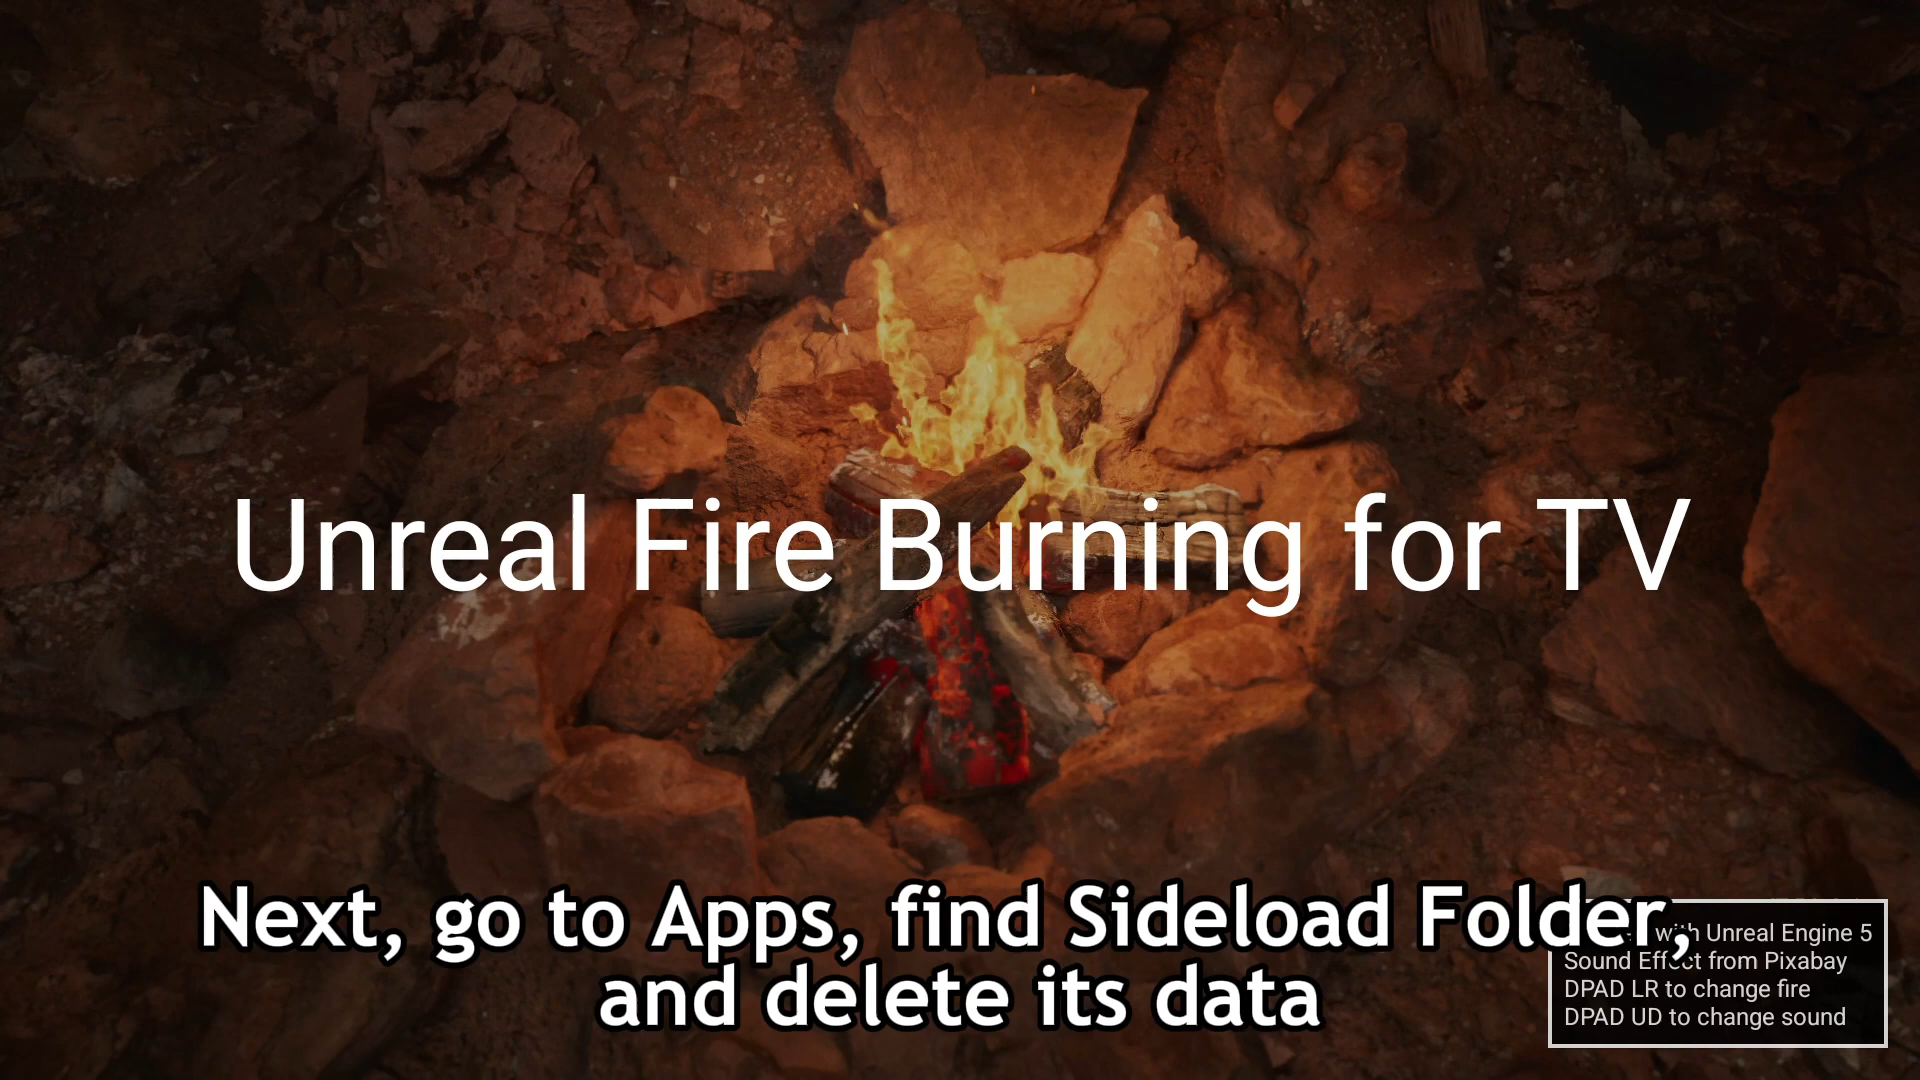 Unreal Fire Burning for TV
Next, go to Apps, find Sideload Folder,
and delete its data
with Unreal Engine 5
Sound Effect from Pixabay
DPAD LR to change fire
DPAD UD to change sound